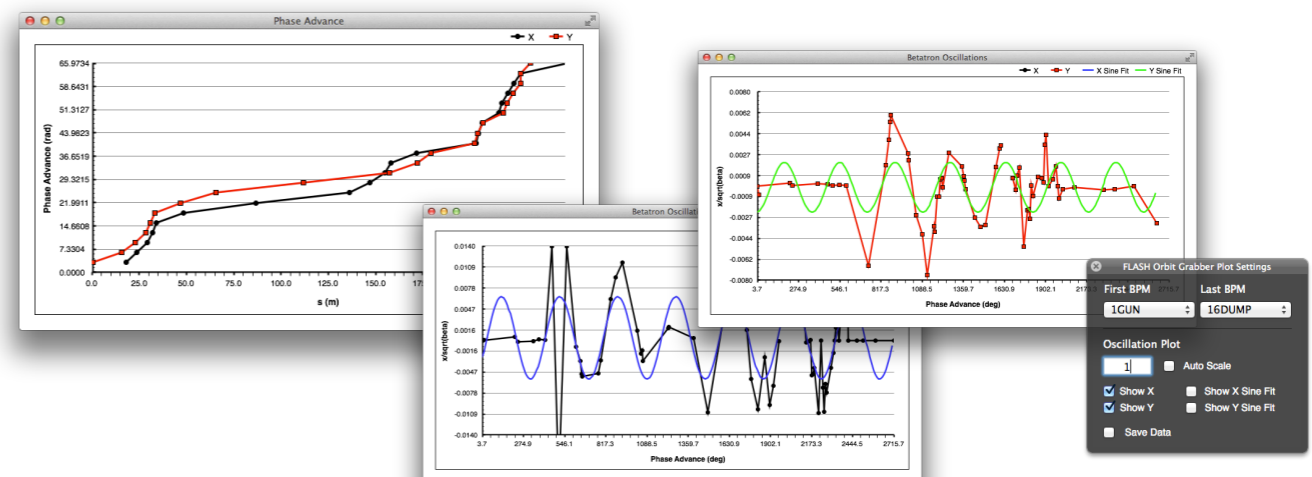 Phase Advance
X Y
65.9734
58.6431
51.3127
43.9823
36.6519
29.3215
21.9911
14.6608
7.3304
0.0000
Phase Advance (rad)
0.0 25.0 50.0 75.0 100.0 125.0 150.0
s (m)
Betatron
0.0140
0.0109
0.0078
0.0047
0.0016
-0.0016
-0.0047
-0.0078
-0.0109
-0.0140
x/sqrt(beta)
3.7 274.9 546.1 817.3 1088.5 1359.7 1630.9 1902.1 2173.3 2444.5 2715.7
Phase Advance (deg)
Betatron Oscillations
X Y X Sine Fit Y Sine Fit
0.0080
0.0062
0.0044
0.0027
0.0009
-0.0009
-0.0027
-0.0044
-0.0062
-0.0080
x/sqrt(beta)
3.7 274.9 546.1 817.3 1088.5 1359.7 1630.9 1902.1
Phase Advance (deg)
FLASH Orbit Grabber Plot Settings
First BPM Last BPM
1GUN 16DUMP
Oscillation Plot
1 Auto Scale
Show X Show X Sine Fit
Show Y Show Y Sine Fit
Save Data